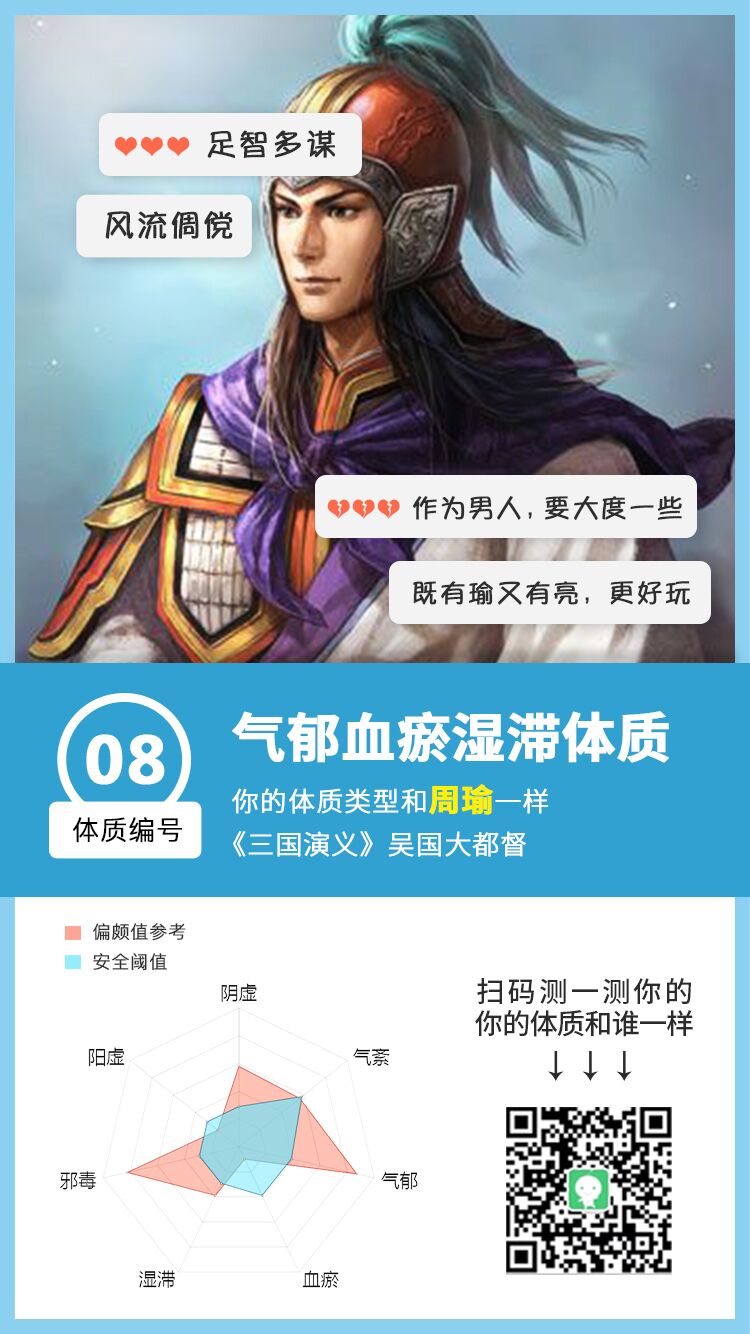 足智多谋
风流倜傥
作为男人，要大度一些
既有瑜又有亮，更好玩
08
体质编号
气郁血瘀湿滞体质
你的体质类型和周瑜一样
《三国演义》吴国大都督
偏颇值参考
安全阈值
阴虚
阳虚
气紊
邪毒
气郁
湿滞
血瘀
扫码测一测你的
你的体质和谁一样
↓ ↓ ↓